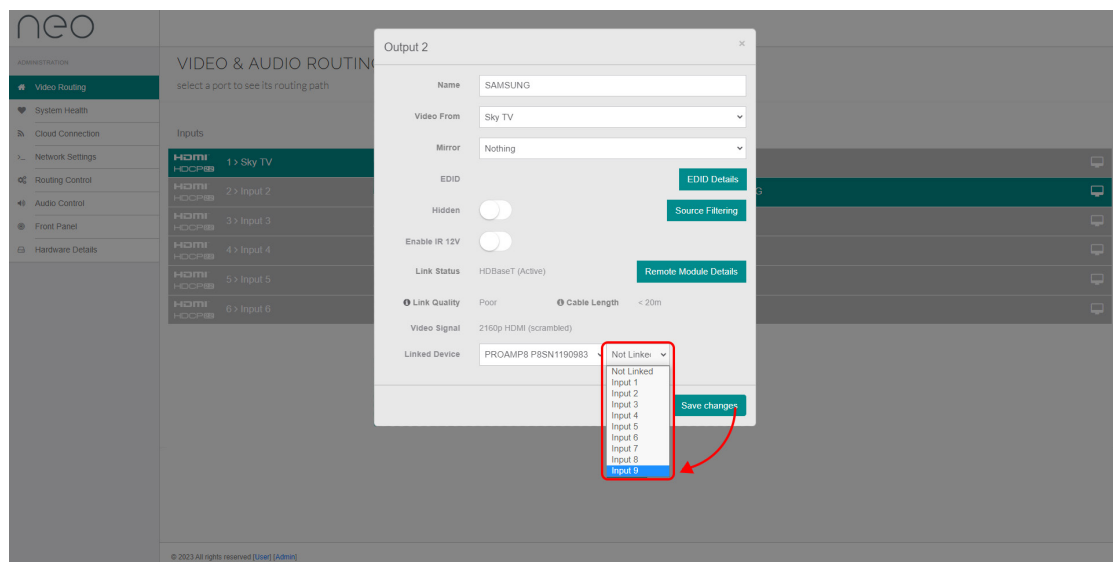 neo
ADMINISTRATION
Video Routing
System Health
Cloud Connection
Network Settings
Routing Control
Audio Control
Front Panel
Hardware Details
VIDEO & AUDIO ROUTIN
select a port to see its routing path
Inputs
HDMI HDCP 1 > Sky TV
HDMI HDCP 2 > Input 2
G
HDMI HDCP 3 > Input 3
HDMI HDCP 4 > Input 4
HDMI HDCP 5 > Input 5
HDMI HDCP 6 > Input 6
Output 2 ×
Name SAMSUNG
Video From Sky TV
Mirror Nothing
EDID EDID Details
Hidden Source Filtering
Enable IR 12V
Link Status HDBaseT (Active) Remote Module Details
Link Quality Poor Cable Length < 20m
Video Signal 2160p HDMI (scrambled)
Linked Device PROAMP8 P8SN1190983 Not Linke
Not Linked
Input 1
Input 2
Input 3
Input 4
Input 5
Input 6
Input 7
Input 8
Input 9
Save changes
© 2023 All rights reserved [User] [Admin]